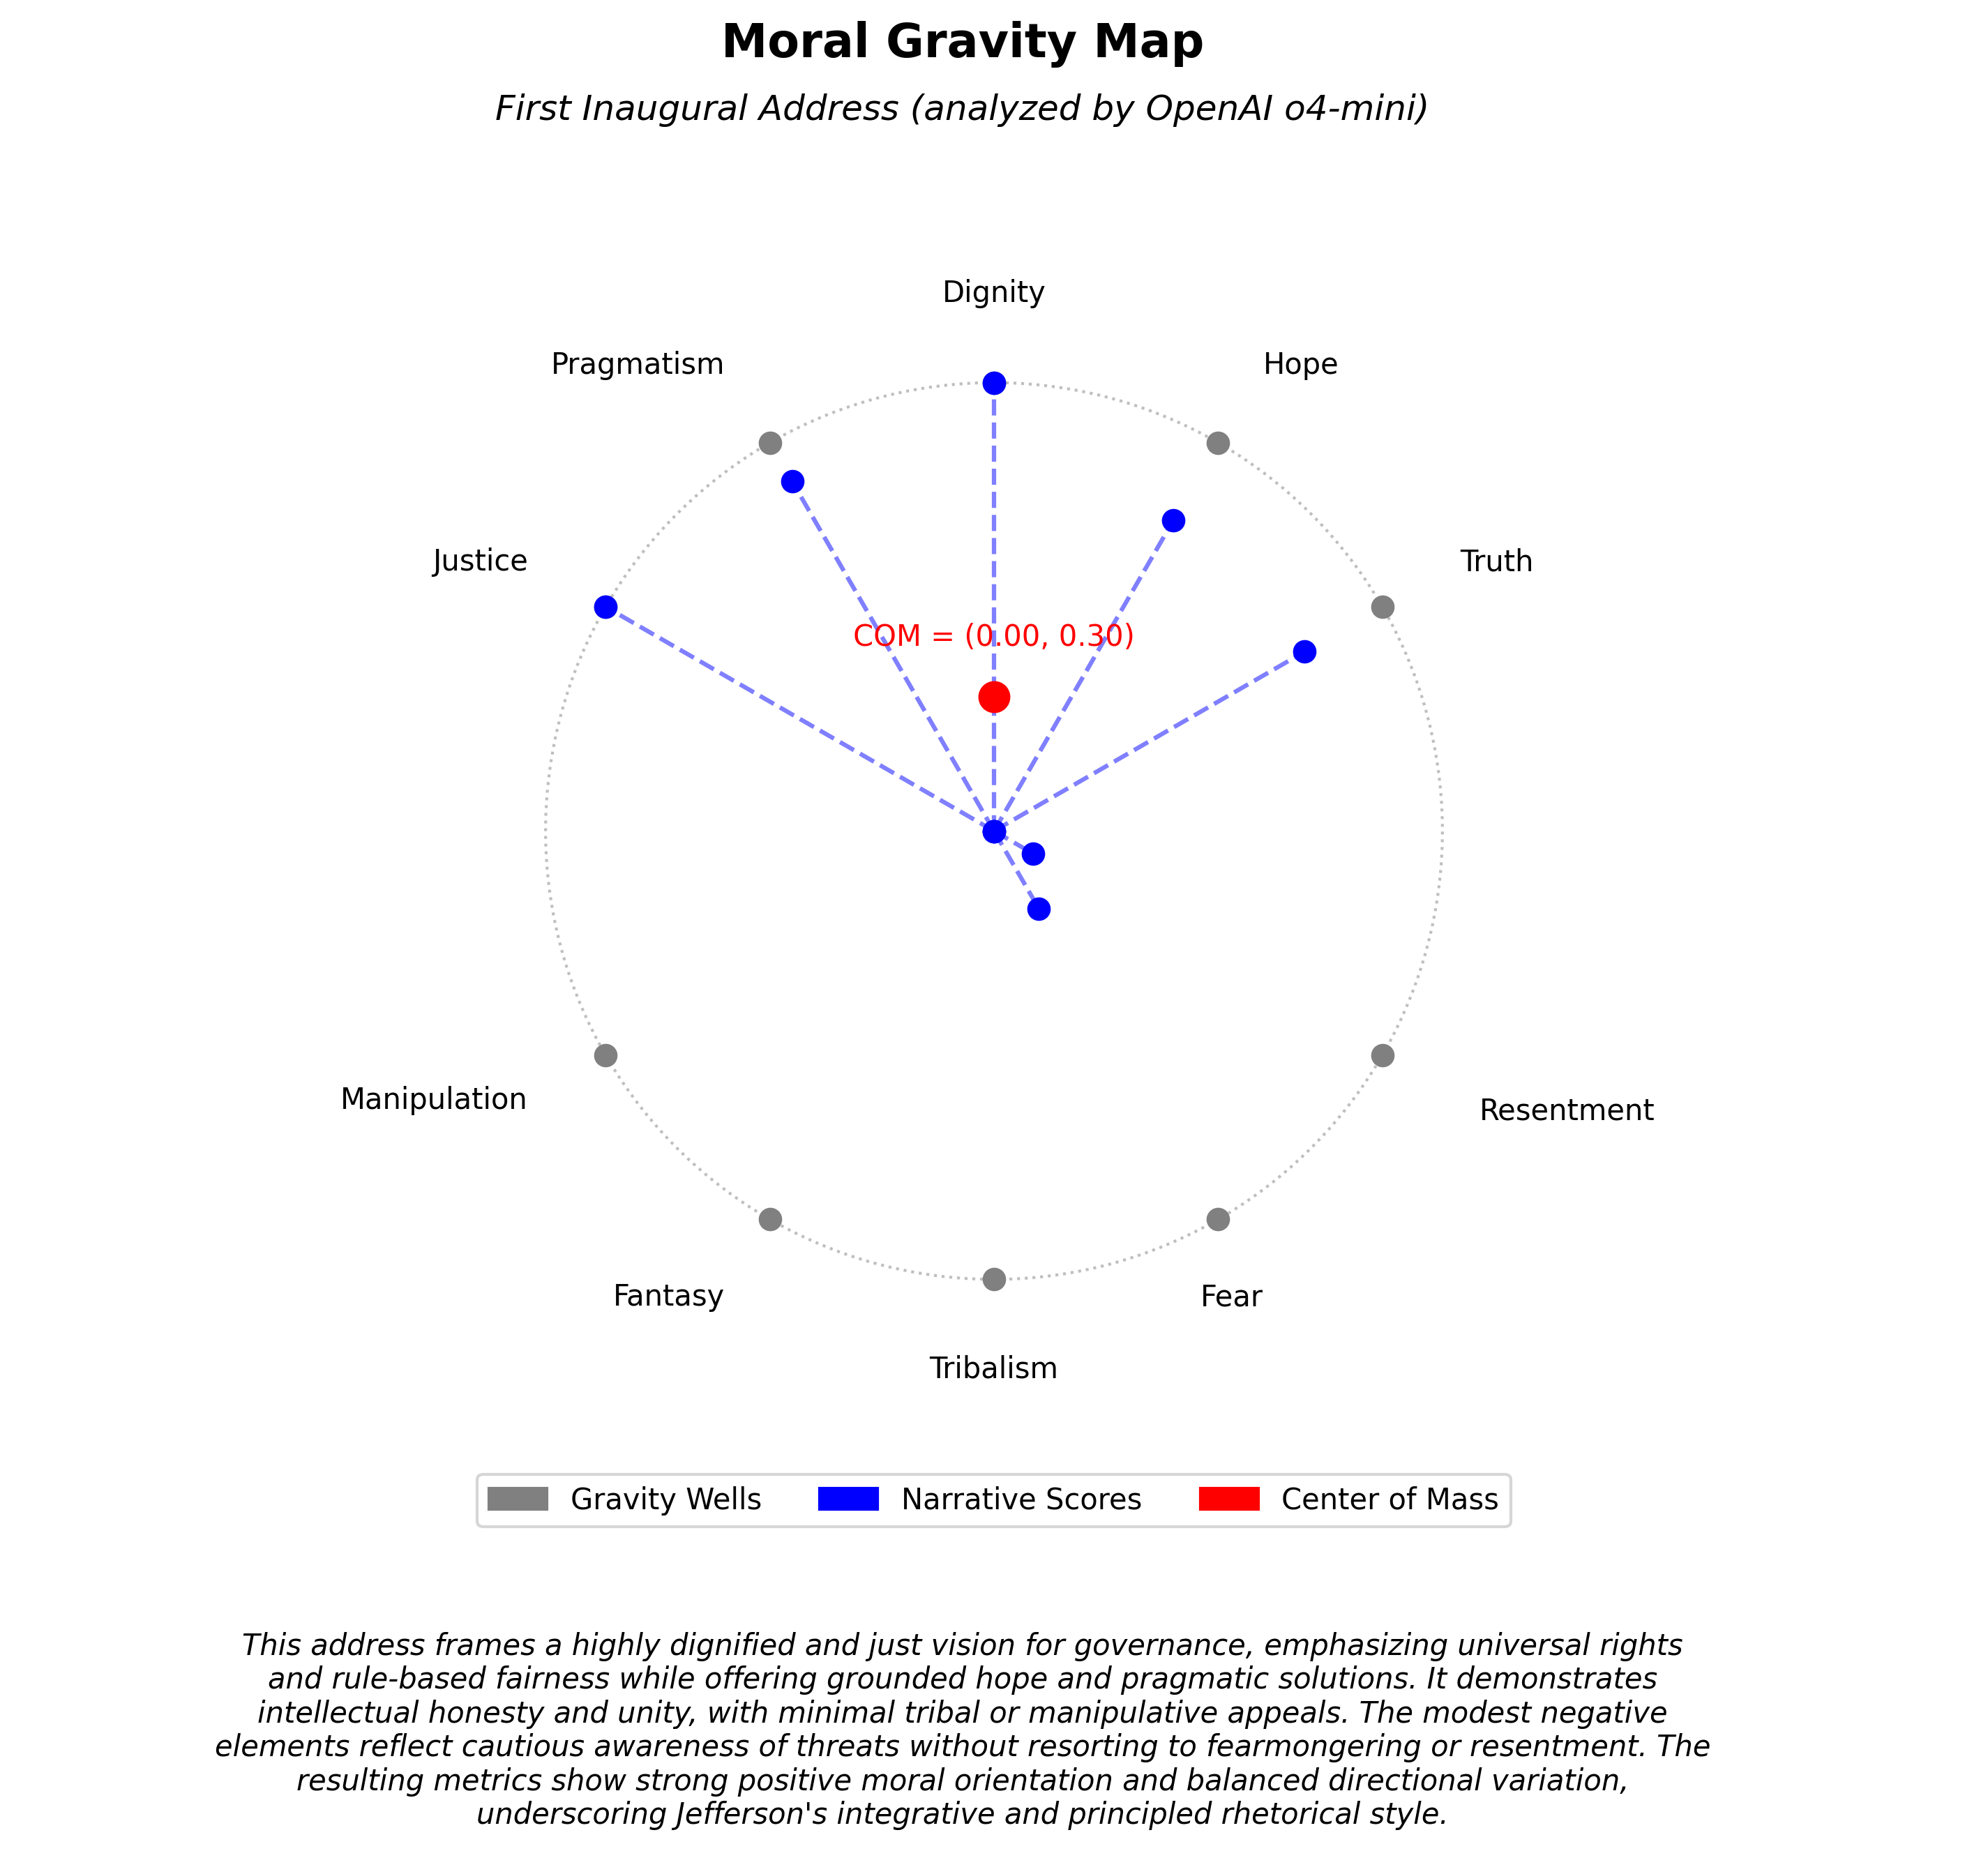 Moral Gravity Map
First Inaugural Address (analyzed by OpenAI o4-mini)
Dignity
Pragmatism
Hope
Justice
Truth
COM = (0.00, 0.30)
Manipulation
Resentment
Fantasy
Fear
Tribalism
Gravity Wells
Narrative Scores
Center of Mass
This address frames a highly dignified and just vision for governance, emphasizing universal rights
and rule-based fairness while offering grounded hope and pragmatic solutions. It demonstrates
intellectual honesty and unity, with minimal tribal or manipulative appeals. The modest negative
elements reflect cautious awareness of threats without resorting to fearmongering or resentment. The
resulting metrics show strong positive moral orientation and balanced directional variation,
underscoring Jefferson's integrative and principled rhetorical style.